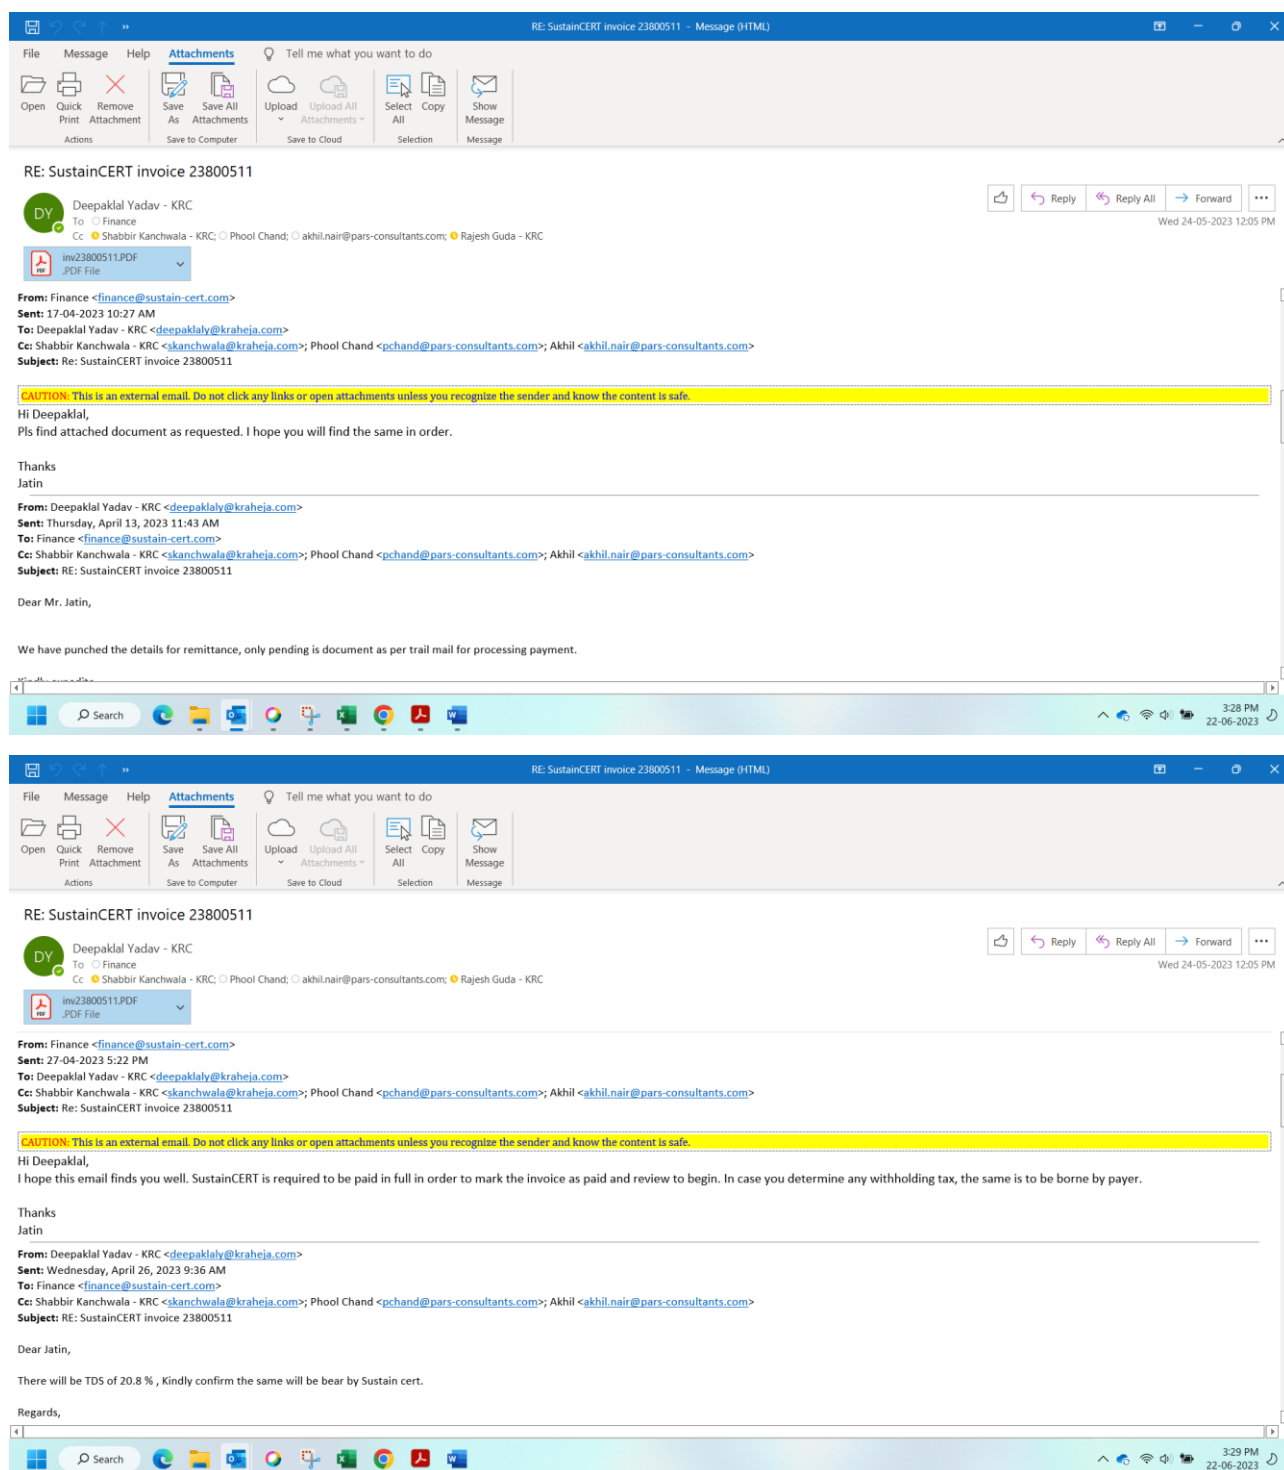 RE: SustainCERT invoice 23800511 - Message (HTML)
File Message Help Attachments Tell me what you want to do
Open Quick Print Remove Attachment Save As Save All Attachments Upload Upload All Attachments Select All Copy Show Message
Actions Save to Computer Save to Cloud Selection Message
RE: SustainCERT invoice 23800511
DY Deepaklal Yadav - KRC
Reply Reply All Forward
To Finance
Wed 24-05-2023 12:05 PM
Cc Shabbir Kanchwala - KRC; Phool Chand; akhil.nair@pars-consultants.com; Rajesh Guda - KRC
inv23800511.PDF
.PDF File
From: Finance <finance@sustain-cert.com>
Sent: 17-04-2023 10:27 AM
To: Deepaklal Yadav - KRC <deepaklaly@kraheja.com>
Cc: Shabbir Kanchwala - KRC <skanchwala@kraheja.com>; Phool Chand <pchand@pars-consultants.com>; Akhil <akhil.nair@pars-consultants.com>
Subject: Re: SustainCERT invoice 23800511
CAUTION: This is an external email. Do not click any links or open attachments unless you recognize the sender and know the content is safe.
Hi Deepaklal,
Pls find attached document as requested. I hope you will find the same in order.
Thanks
Jatin
From: Deepaklal Yadav - KRC <deepaklaly@kraheja.com>
Sent: Thursday, April 13, 2023 11:43 AM
To: Finance <finance@sustain-cert.com>
Cc: Shabbir Kanchwala - KRC <skanchwala@kraheja.com>; Phool Chand <pchand@pars-consultants.com>; Akhil <akhil.nair@pars-consultants.com>
Subject: RE: SustainCERT invoice 23800511
Dear Mr. Jatin,
We have punched the details for remittance, only pending is document as per trail mail for processing payment.
Kindly expedite
Search
3:28 PM
22-06-2023
RE: SustainCERT invoice 23800511 - Message (HTML)
File Message Help Attachments Tell me what you want to do
Open Quick Print Remove Attachment Save As Save All Attachments Upload Upload All Attachments Select All Copy Show Message
Actions Save to Computer Save to Cloud Selection Message
RE: SustainCERT invoice 23800511
DY Deepaklal Yadav - KRC
Reply Reply All Forward
To Finance
Wed 24-05-2023 12:05 PM
Cc Shabbir Kanchwala - KRC; Phool Chand; akhil.nair@pars-consultants.com; Rajesh Guda - KRC
inv23800511.PDF
.PDF File
From: Finance <finance@sustain-cert.com>
Sent: 27-04-2023 5:22 PM
To: Deepaklal Yadav - KRC <deepaklaly@kraheja.com>
Cc: Shabbir Kanchwala - KRC <skanchwala@kraheja.com>; Phool Chand <pchand@pars-consultants.com>; Akhil <akhil.nair@pars-consultants.com>
Subject: Re: SustainCERT invoice 23800511
CAUTION: This is an external email. Do not click any links or open attachments unless you recognize the sender and know the content is safe.
Hi Deepaklal,
I hope this email finds you well. SustainCERT is required to be paid in full in order to mark the invoice as paid and review to begin. In case you determine any withholding tax, the same is to be borne by payer.
Thanks
Jatin
From: Deepaklal Yadav - KRC <deepaklaly@kraheja.com>
Sent: Wednesday, April 26, 2023 9:36 AM
To: Finance <finance@sustain-cert.com>
Cc: Shabbir Kanchwala - KRC <skanchwala@kraheja.com>; Phool Chand <pchand@pars-consultants.com>; Akhil <akhil.nair@pars-consultants.com>
Subject: RE: SustainCERT invoice 23800511
Dear Jatin,
There will be TDS of 20.8 % , Kindly confirm the same will be bear by Sustain cert.
Regards,
Search
3:29 PM
22-06-2023